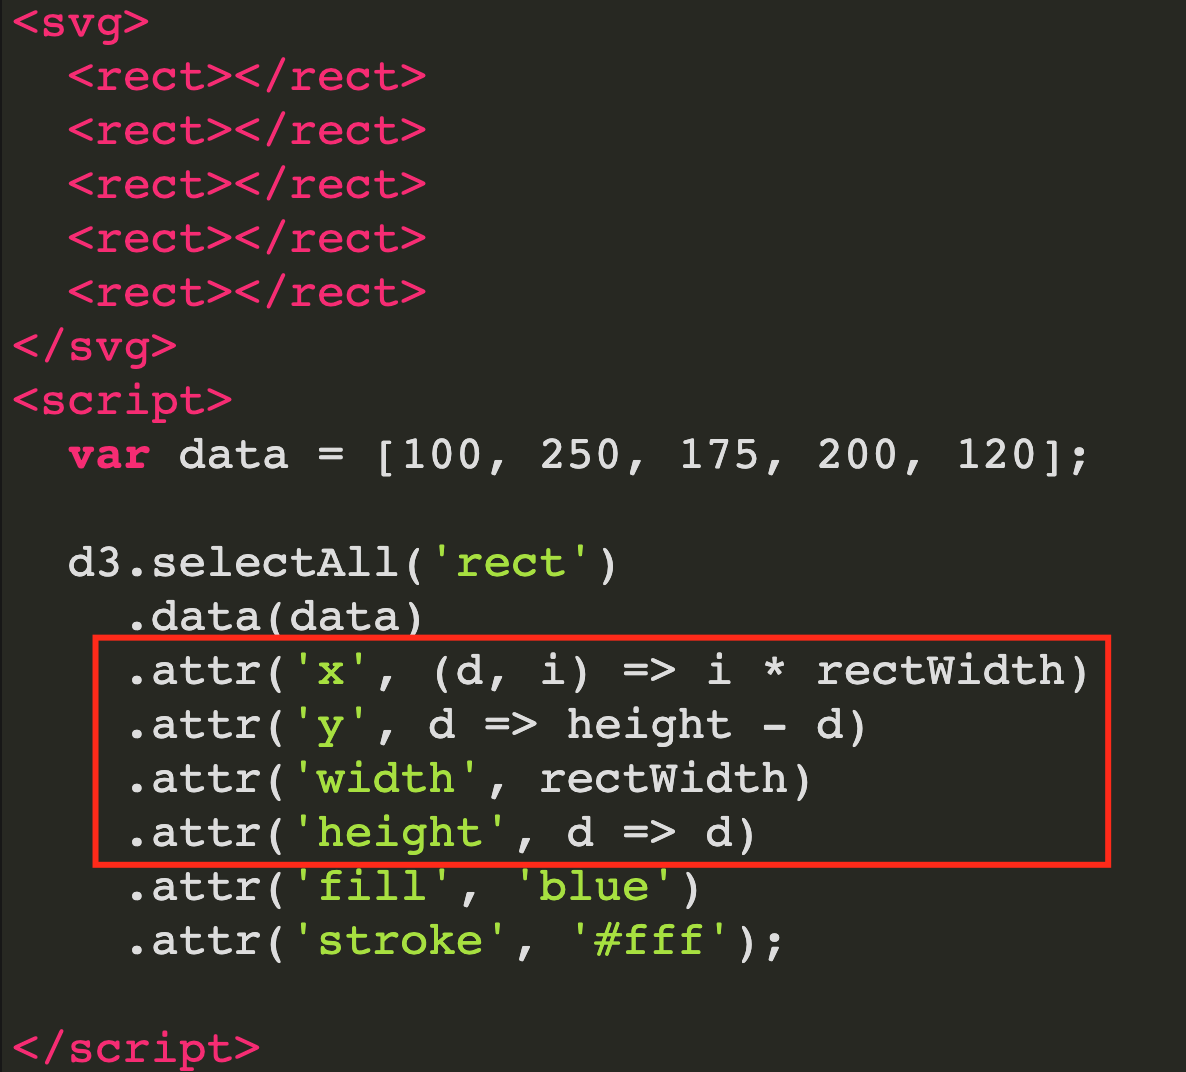 <svg>
  <rect></rect>
  <rect></rect>
  <rect></rect>
  <rect></rect>
  <rect></rect>
</svg>
<script>
  var data = [100, 250, 175, 200, 120];
  d3.selectAll('rect')
    .data(data)
    .attr('x', (d, i) => i * rectWidth)
    .attr('y', d => height - d)
    .attr('width', rectWidth)
    .attr('height', d => d)
    .attr('fill', 'blue')
    .attr('stroke', '#fff');
</script>